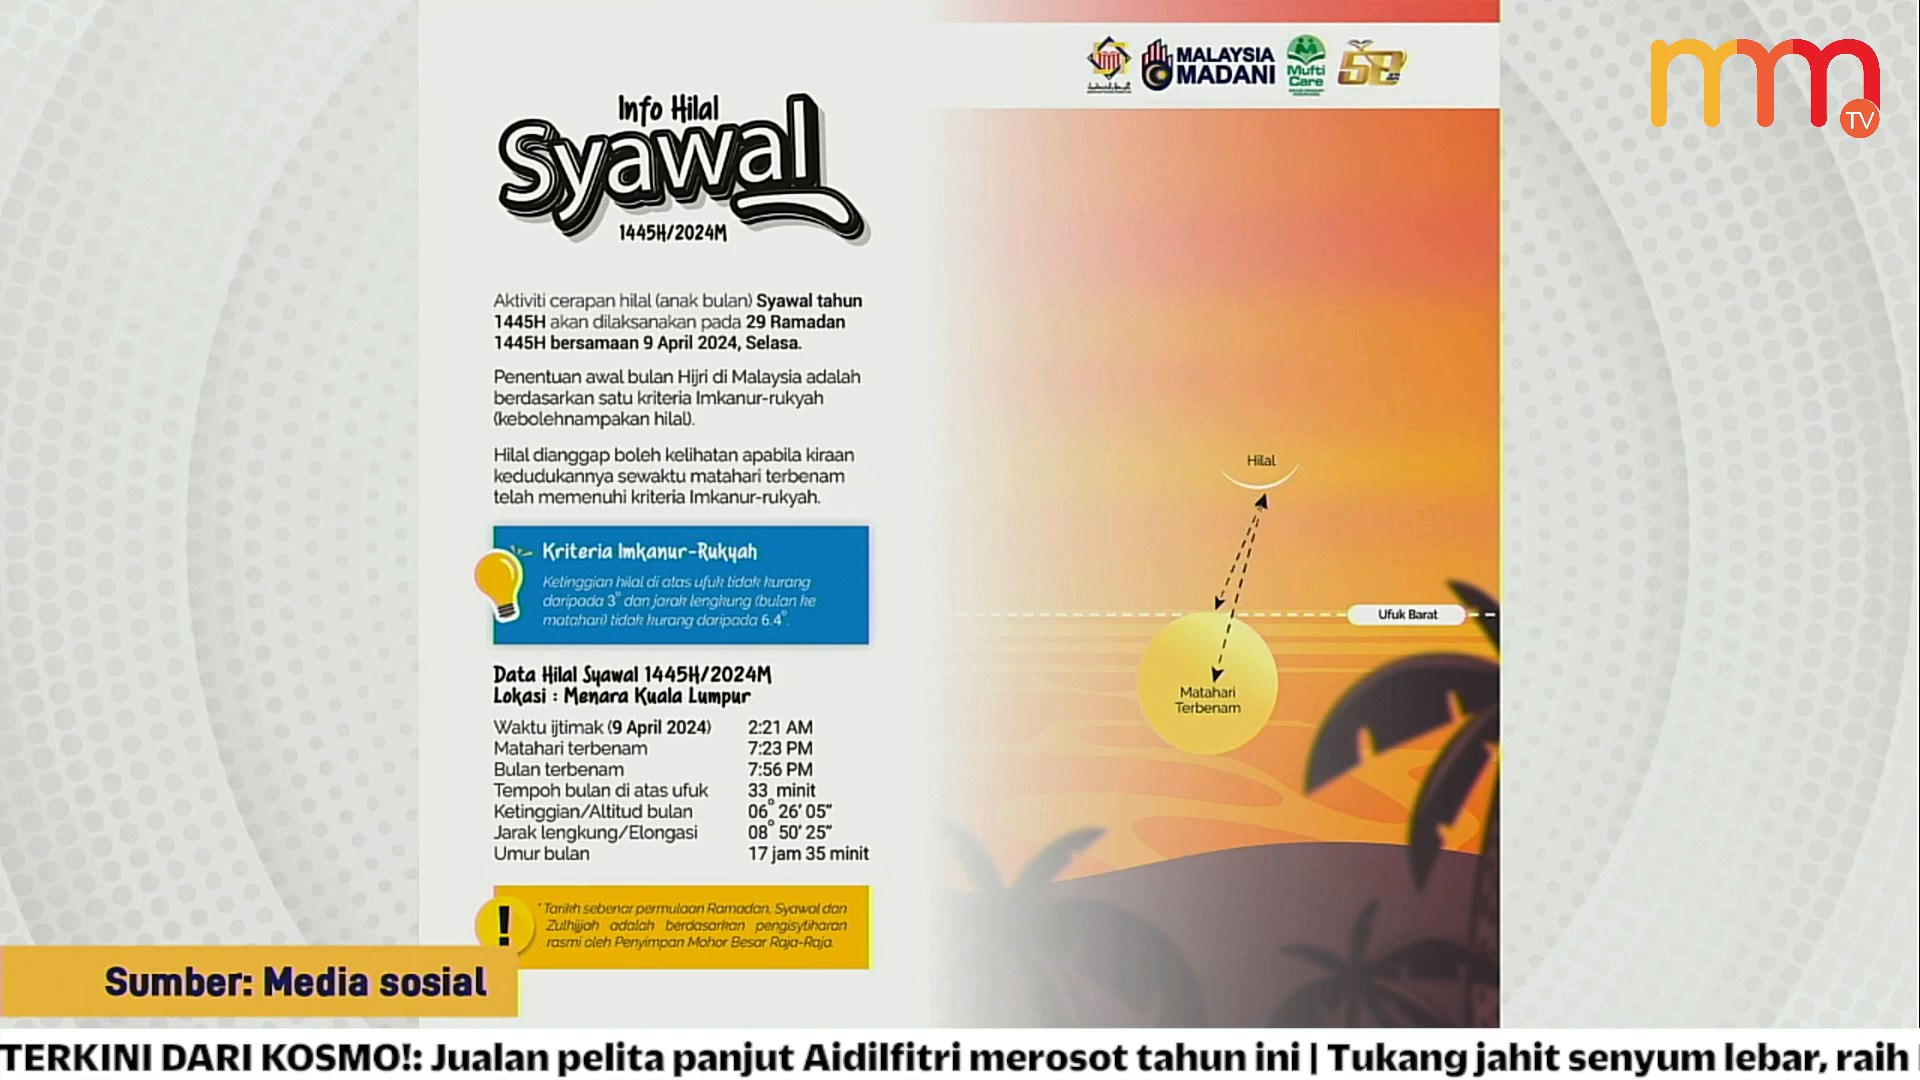 MALAYSIA
MADANI
Mufti
Care
mm
TV
Info Hilal
Syawal
1445H/2024M
Aktiviti cerapan hilal (anak bulan) Syawal tahun
1445H akan dilaksanakan pada 29 Ramadan
1445H bersamaan 9 April 2024, Selasa.
Penentuan awal bulan Hijri di Malaysia adalah
berdasarkan satu kriteria Imkanur-rukyah
(kebolehnampakan hilal).
Hilal dianggap boleh kelihatan apabila kiraan
kedudukannya sewaktu matahari terbenam
telah memenuhi kriteria Imkanur-rukyah.
Kriteria Imkanur-Rukyah
Ketinggian hilal di atas ufuk tidak kurang
daripada 3° dan jarak lengkung (bulan ke
matahari) tidak kurang daripada 6.4°.
Data Hilal Syawal 1445H/2024M
Lokasi : Menara Kuala Lumpur
Waktu ijtimak (9 April 2024) 2:21 AM
Matahari terbenam 7:23 PM
Bulan terbenam 7:56 PM
Tempoh bulan di atas ufuk 33 minit
Ketinggian/Altitud bulan 06° 26' 05"
Jarak lengkung/Elongasi 08° 50' 25"
Umur bulan 17 jam 35 minit
* Tarikh sebenar permulaan Ramadan, Syawal dan
Zulhijjah adalah berdasarkan pengisytiharan
rasmi oleh Penyimpan Mohor Besar Raja-Raja.
Hilal
Ufuk Barat
Matahari
Terbenam
Sumber: Media sosial
TERKINI DARI KOSMO!: Jualan pelita panjut Aidilfitri merosot tahun ini | Tukang jahit senyum lebar, raih